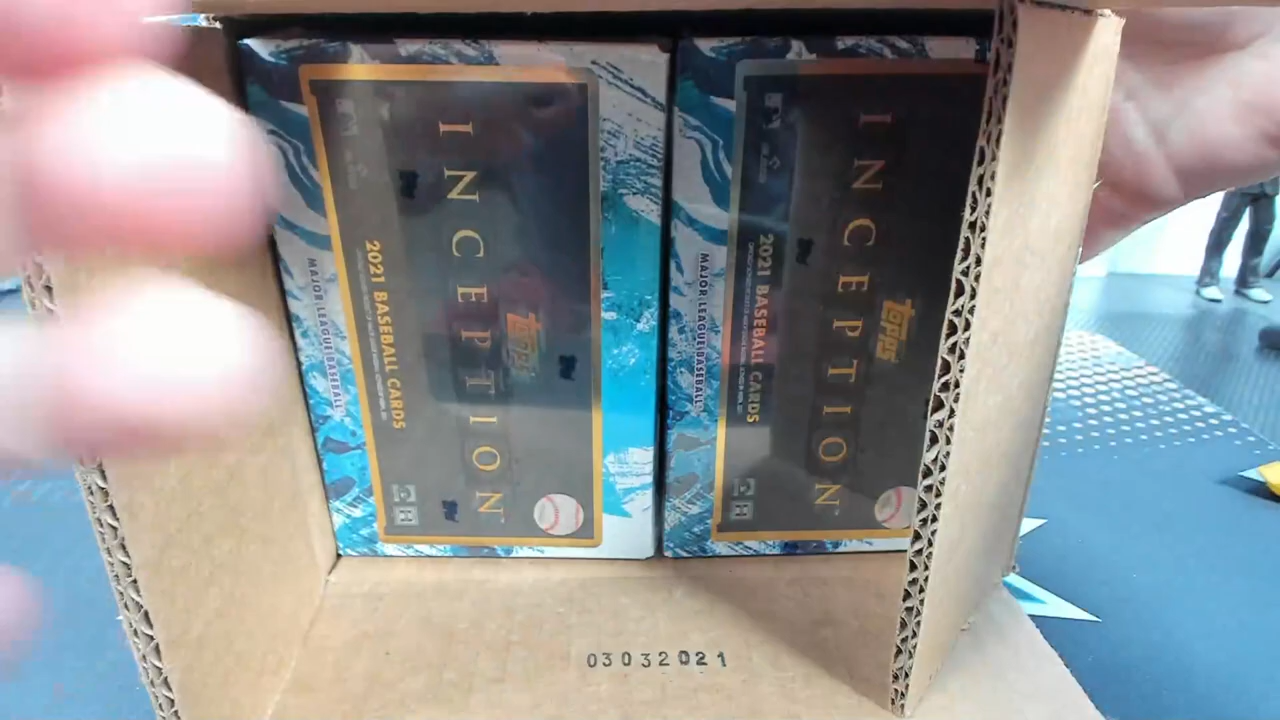 INCEPTION
topps
2021 BASEBALL CARDS
MAJOR LEAGUE BASEBALL
H
INCEPTION
topps
2021 BASEBALL CARDS
MAJOR LEAGUE BASEBALL
H
03032021